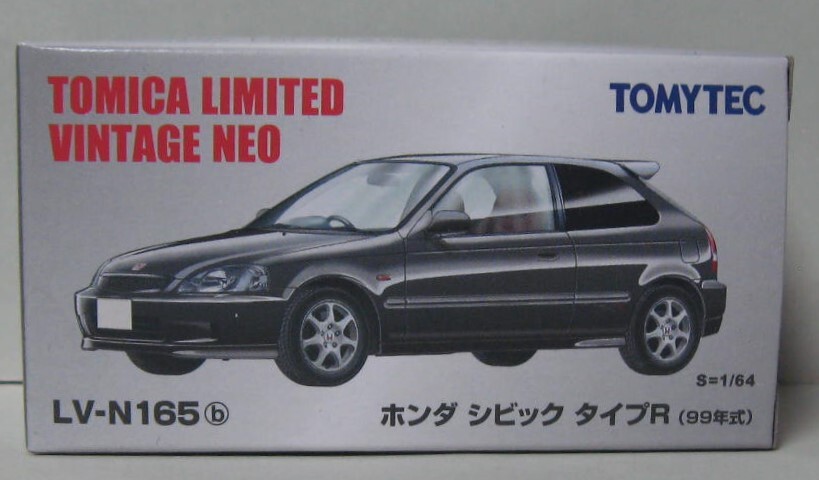 TOMICA LIMITED
VINTAGE NEO
TOMYTEC
S=1/64
LV-N165ⓑ
ホンダ シビック タイプR (99年式)